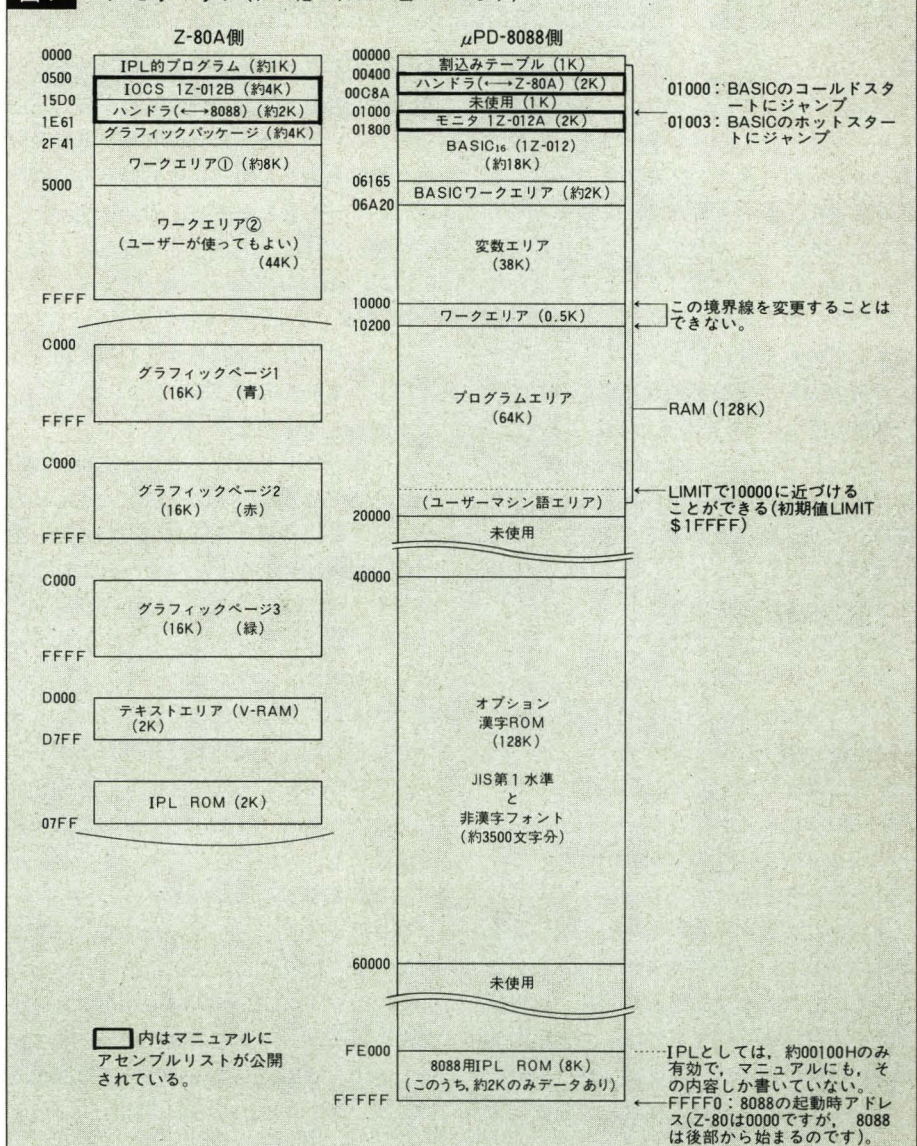 Z-80A側
0000
IPL的プログラム (約1K)
0500
IOCS 1Z-012B (約4K)
15D0
ハンドラ(←→8088) (約2K)
1E61
グラフィックパッケージ (約4K)
2F41
ワークエリア① (約8K)
5000
ワークエリア②
(ユーザーが使ってもよい)
(44K)
FFFF
C000
グラフィックページ1
(16K) (青)
FFFF
C000
グラフィックページ2
(16K) (赤)
FFFF
C000
グラフィックページ3
(16K) (緑)
FFFF
D000
テキストエリア (V-RAM)
(2K)
D7FF
IPL ROM (2K)
07FF
内はマニュアルに
アセンブルリストが公開
されている。
μPD-8088側
00000
割込みテーブル (1K)
00400
ハンドラ(←→Z-80A) (2K)
00C8A
未使用 (1K)
01000
モニタ 1Z-012A (2K)
01800
BASIC₁₆ (1Z-012)
(約18K)
06165
BASICワークエリア (約2K)
06A20
変数エリア
(38K)
10000
ワークエリア (0.5K)
10200
プログラムエリア
(64K)
(ユーザーマシン語エリア)
20000
未使用
40000
オプション
漢字ROM
(128K)
JIS第1水準
と
非漢字フォント
(約3500文字分)
60000
未使用
FE000
8088用IPL ROM (8K)
(このうち, 約2Kのみデータあり)
FFFFF
01000:BASICのコールドスタ
ートにジャンプ
01003:BASICのホットスター
トにジャンプ
この境界線を変更することは
できない。
RAM (128K)
LIMITで10000に近づける
ことができる(初期値LIMIT
$1FFFF)
IPLとしては, 約00100Hのみ
有効で, マニュアルにも, そ
の内容しか書いていない。
FFFF0:8088の起動時アドレ
ス(Z-80は0000ですが, 8088
は後部から始まるのです)。